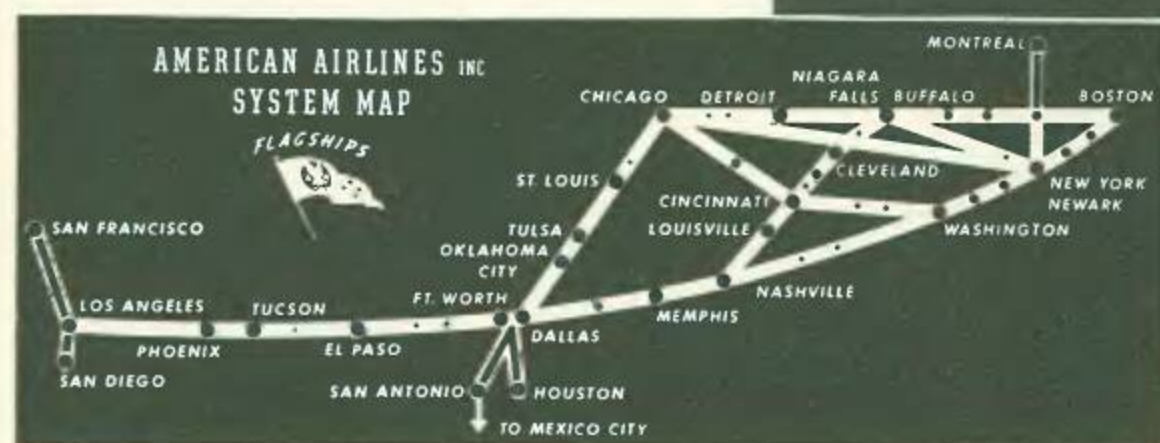 AMERICAN AIRLINES INC
SYSTEM MAP
FLAGSHIPS
MONTREAL
NIAGARA
FALLS
CHICAGO
DETROIT
BUFFALO
BOSTON
ST. LOUIS
CLEVELAND
CINCINNATI
NEW YORK
NEWARK
SAN FRANCISCO
TULSA
LOUISVILLE
WASHINGTON
OKLAHOMA
CITY
LOS ANGELES
TUCSON
FT. WORTH
NASHVILLE
MEMPHIS
PHOENIX
EL PASO
DALLAS
SAN DIEGO
SAN ANTONIO
HOUSTON
TO MEXICO CITY